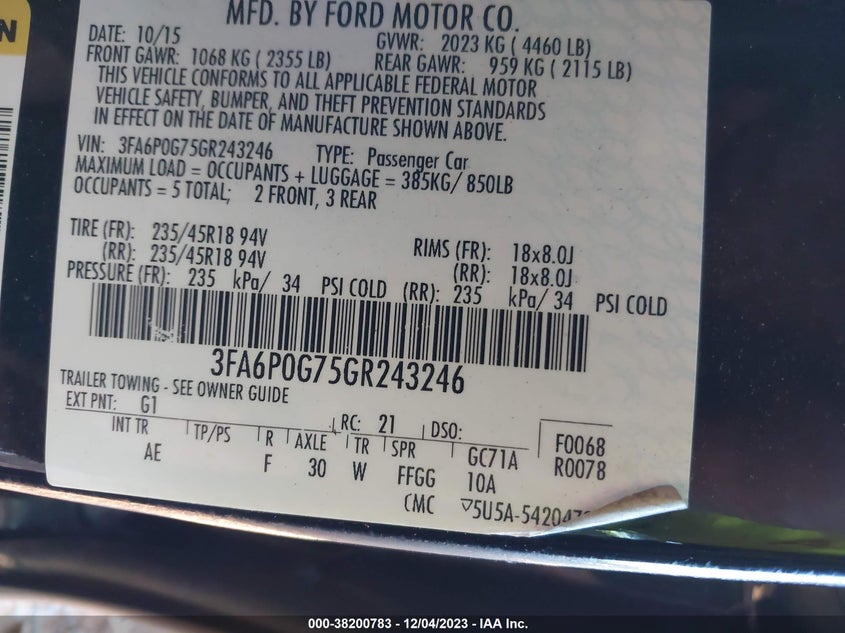 MFD. BY FORD MOTOR CO.
DATE: 10/15 GVWR: 2023 KG ( 4460 LB)
FRONT GAWR: 1068 KG ( 2355 LB) REAR GAWR: 959 KG ( 2115 LB)
THIS VEHICLE CONFORMS TO ALL APPLICABLE FEDERAL MOTOR
VEHICLE SAFETY, BUMPER, AND THEFT PREVENTION STANDARDS
IN EFFECT ON THE DATE OF MANUFACTURE SHOWN ABOVE.
VIN: 3FA6P0G75GR243246 TYPE: Passenger Car
MAXIMUM LOAD = OCCUPANTS + LUGGAGE = 385KG/ 850LB
OCCUPANTS = 5 TOTAL; 2 FRONT, 3 REAR
TIRE (FR): 235/45R18 94V RIMS (FR): 18x8.0J
(RR): 235/45R18 94V (RR): 18x8.0J
PRESSURE (FR): 235 kPa/ 34 PSI COLD (RR): 235 kPa/ 34 PSI COLD
3FA6P0G75GR243246
TRAILER TOWING - SEE OWNER GUIDE
EXT PNT: G1 RC: 21 DSO: F0068
INT TR TP/PS R AXLE TR SPR GC71A R0078
AE F 30 W FFGG 10A
CMC ▽5U5A-542047
000-38200783 - 12/04/2023 - IAA Inc.